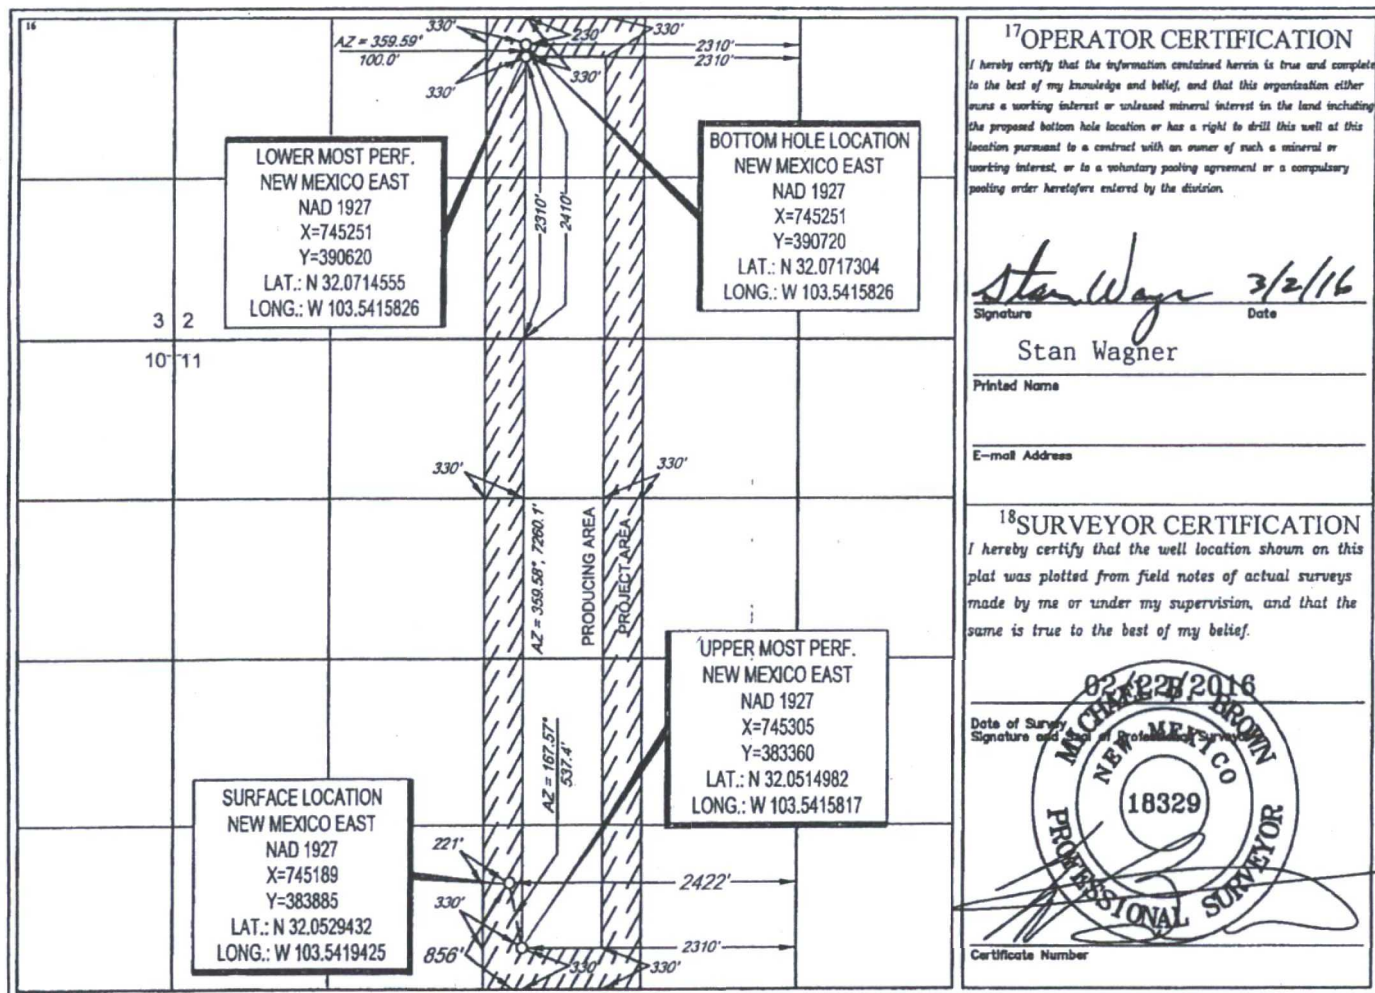 16
330'
230'
330'
AZ = 359.59°
100.0'
2310'
2310'
330'
330'
330'
LOWER MOST PERF.
NEW MEXICO EAST
NAD 1927
X=745251
Y=390620
LAT.: N 32.0714555
LONG.: W 103.5415826
BOTTOM HOLE LOCATION
NEW MEXICO EAST
NAD 1927
X=745251
Y=390720
LAT.: N 32.0717304
LONG.: W 103.5415826
2310'
2410'
3 2
10 11
330'
330'
AZ = 359.58°, 7260.1'
PRODUCING AREA
PROJECT AREA
UPPER MOST PERF.
NEW MEXICO EAST
NAD 1927
X=745305
Y=383360
LAT.: N 32.0514982
LONG.: W 103.5415817
AZ = 167.57°
537.4'
SURFACE LOCATION
NEW MEXICO EAST
NAD 1927
X=745189
Y=383885
LAT.: N 32.0529432
LONG.: W 103.5419425
221'
2422'
330'
856'
2310'
330'
330'
17 OPERATOR CERTIFICATION
I hereby certify that the information contained herein is true and complete
to the best of my knowledge and belief, and that this organization either
owns a working interest or unleased mineral interest in the land including
the proposed bottom hole location or has a right to drill this well at this
location pursuant to a contract with an owner of such a mineral or
working interest, or to a voluntary pooling agreement or a compulsory
pooling order heretofore entered by the division.
Stan Wagner 3/2/16
Signature Date
Stan Wagner
Printed Name
E-mail Address
18 SURVEYOR CERTIFICATION
I hereby certify that the well location shown on this
plat was plotted from field notes of actual surveys
made by me or under my supervision, and that the
same is true to the best of my belief.
02/22/2016
Date of Survey
Signature and Seal of Professional Surveyor
MICHAEL B. BROWN
NEW MEXICO
18329
PROFESSIONAL SURVEYOR
Certificate Number